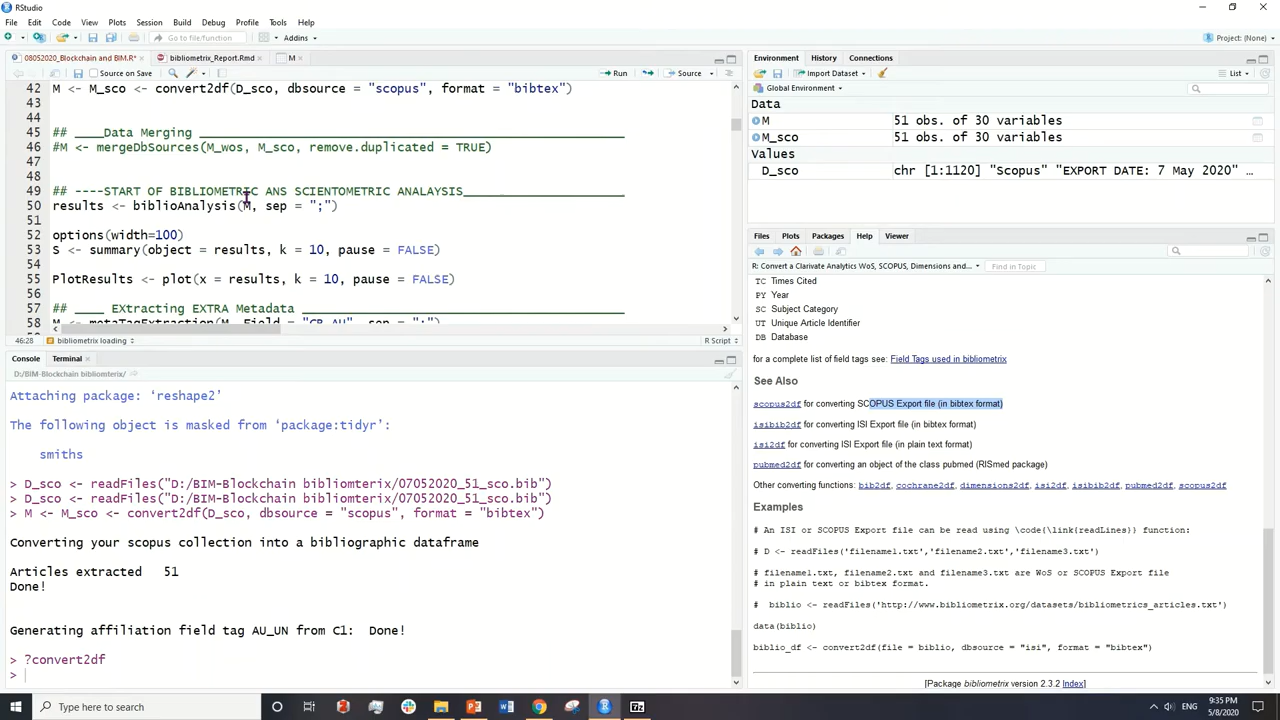 RStudio
File Edit Code View Plots Session Build Debug Profile Tools Help
Go to file/function
Addins
Project: (None)
08052020_Blockchain and BIM.R*
bibliometrix_Report.Rmd
M
Source on Save
Run
Source
42 M <- M_sco <- convert2df(D_sco, dbsource = "scopus", format = "bibtex")
43
44
45 ## ____Data Merging
46 #M <- mergeDbSources(M_wos, M_sco, remove.duplicated = TRUE)
47
48
49 ## ----START OF BIBLIOMETRIC ANS SCIENTOMETRIC ANALAYSIS
50 results <- biblioAnalysis(M, sep = ";")
51
52 options(width=100)
53 S <- summary(object = results, k = 10, pause = FALSE)
54
55 PlotResults <- plot(x = results, k = 10, pause = FALSE)
56
57 ## ____ EXtracting EXTRA Metadata
58 M <- metaTagExtraction(M, Field = "CR_AU", sep = ";")
46:28 bibliometrix loading
R Script
Console Terminal
D:/BIM-Blockchain bibliomterix/
Attaching package: ‘reshape2’
The following object is masked from ‘package:tidyr’:
smiths
> D_sco <- readFiles("D:/BIM-Blockchain bibliomterix/07052020_51_sco.bib")
> D_sco <- readFiles("D:/BIM-Blockchain bibliomterix/07052020_51_sco.bib")
> M <- M_sco <- convert2df(D_sco, dbsource = "scopus", format = "bibtex")
Converting your scopus collection into a bibliographic dataframe
Articles extracted 51
Done!
Generating affiliation field tag AU_UN from C1: Done!
> ?convert2df
>
Environment History Connections
Import Dataset
List
Global Environment
Data
M 51 obs. of 30 variables
M_sco 51 obs. of 30 variables
Values
D_sco chr [1:1120] "Scopus" "EXPORT DATE: 7 May 2020" …
Files Plots Packages Help Viewer
R: Convert a Clarivate Analytics WoS, SCOPUS, Dimensions and...
Find in Topic
TC Times Cited
PY Year
SC Subject Category
UT Unique Article Identifier
DB Database
for a complete list of field tags see: Field Tags used in bibliometrix
See Also
scopus2df for converting SCOPUS Export file (in bibtex format)
isibib2df for converting ISI Export file (in bibtex format)
isi2df for converting ISI Export file (in plain text format)
pubmed2df for converting an object of the class pubmed (RISmed package)
Other converting functions: bib2df, cochrane2df, dimensions2df, isi2df, isibib2df, pubmed2df, scopus2df
Examples
# An ISI or SCOPUS Export file can be read using \code{\link{readLines}} function:
# D <- readFiles('filename1.txt','filename2.txt','filename3.txt')
# filename1.txt, filename2.txt and filename3.txt are WoS or SCOPUS Export file
# in plain text or bibtex format.
# biblio <- readFiles('http://www.bibliometrix.org/datasets/bibliometrics_articles.txt')
data(biblio)
biblio_df <- convert2df(file = biblio, dbsource = "isi", format = "bibtex")
[Package bibliometrix version 2.3.2 Index]
Type here to search
ENG
9:35 PM
5/8/2020